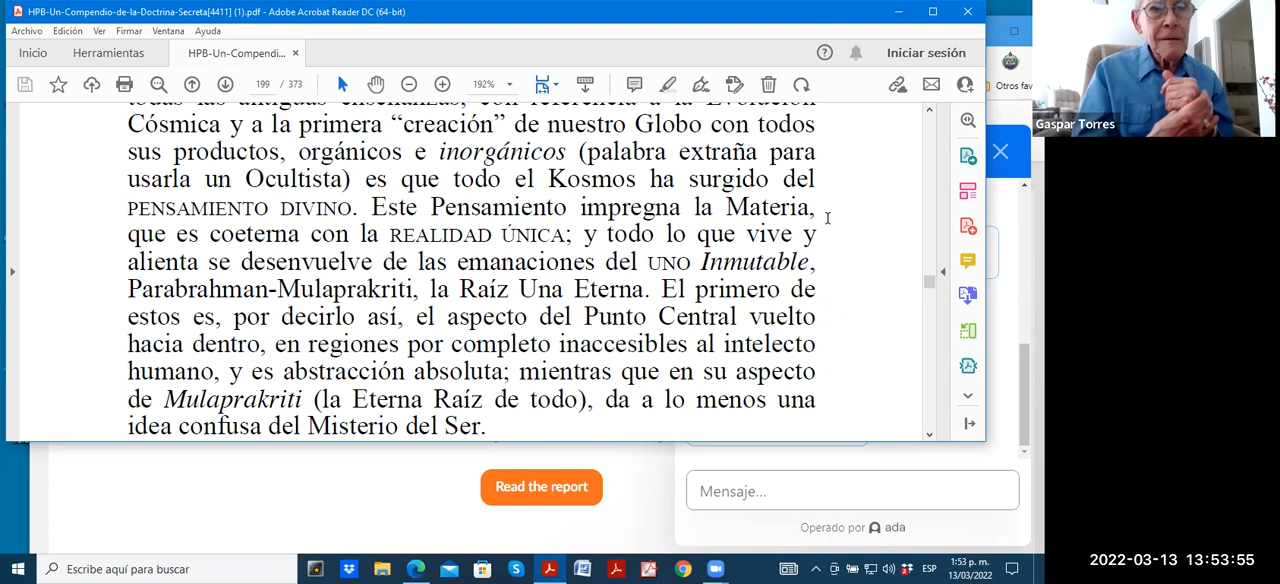 HPB-Un-Compendio-de-la-Doctrina-Secreta[4411] (1).pdf - Adobe Acrobat Reader DC (64-bit)
Archivo Edición Ver Firmar Ventana Ayuda
Inicio Herramientas HPB-Un-Compendi... × Iniciar sesión
199 / 373 192%
Otros fav
Gaspar Torres
todas las antiguas enseñanzas, con referencia a la Evolución
Cósmica y a la primera “creación” de nuestro Globo con todos
sus productos, orgánicos e inorgánicos (palabra extraña para
usarla un Ocultista) es que todo el Kosmos ha surgido del
PENSAMIENTO DIVINO. Este Pensamiento impregna la Materia,
que es coeterna con la REALIDAD ÚNICA; y todo lo que vive y
alienta se desenvuelve de las emanaciones del UNO Inmutable,
Parabrahman-Mulaprakriti, la Raíz Una Eterna. El primero de
estos es, por decirlo así, el aspecto del Punto Central vuelto
hacia dentro, en regiones por completo inaccesibles al intelecto
humano, y es abstracción absoluta; mientras que en su aspecto
de Mulaprakriti (la Eterna Raíz de todo), da a lo menos una
idea confusa del Misterio del Ser.
Read the report
Mensaje...
Operado por ada
Escribe aquí para buscar
ESP
1:53 p. m.
13/03/2022
2022-03-13 13:53:55